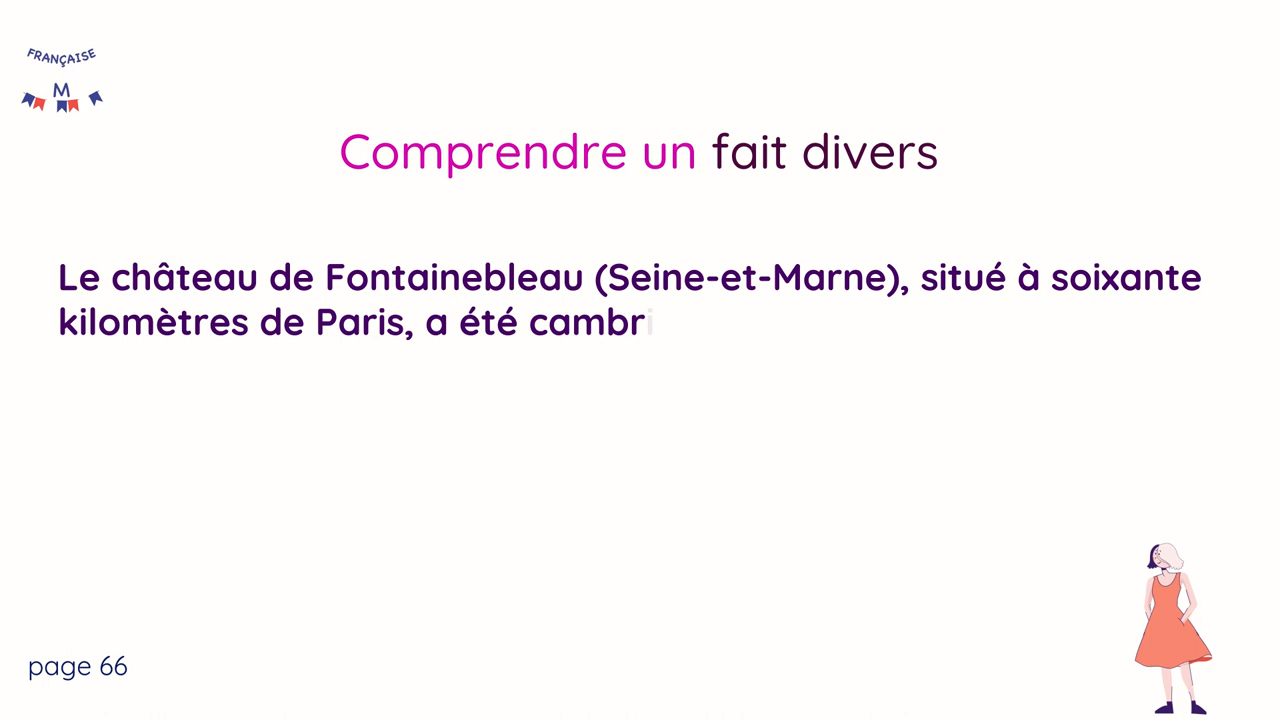 FRANÇAISE
M
Comprendre un fait divers
Le château de Fontainebleau (Seine-et-Marne), situé à soixante
kilomètres de Paris, a été cambri
page 66